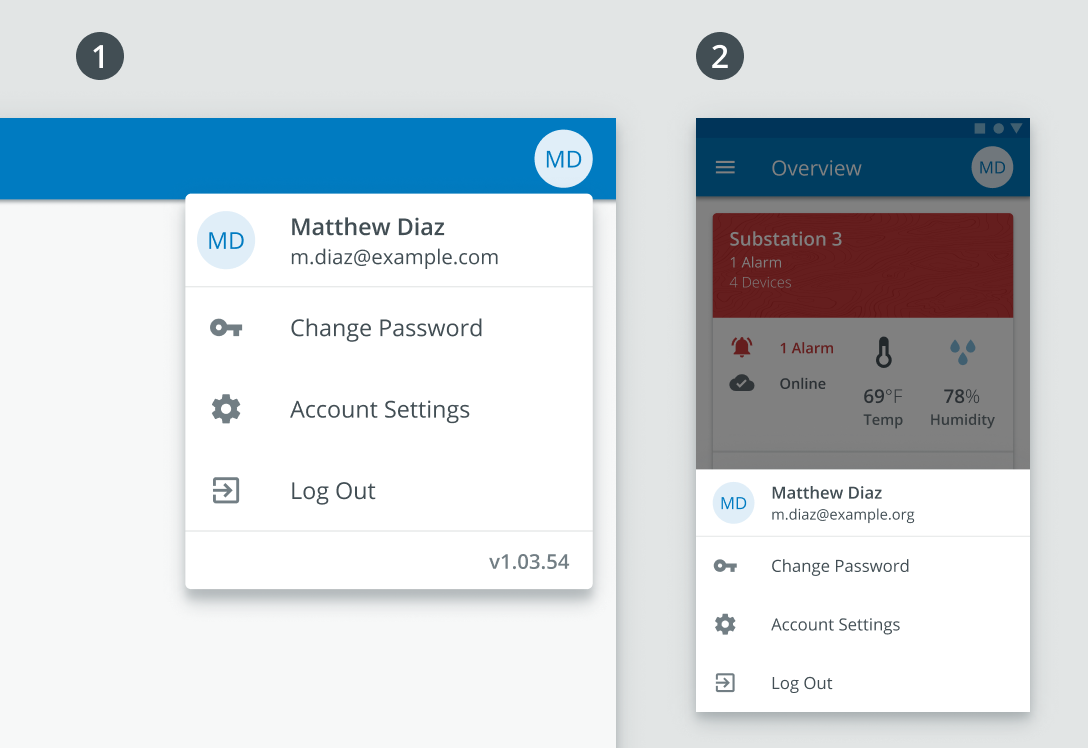 1
MD
MD
Matthew Diaz
m.diaz@example.com
Change Password
Account Settings
Log Out
v1.03.54
2
Overview
MD
Substation 3
1 Alarm
4 Devices
1 Alarm
Online
69°F
Temp
78%
Humidity
MD
Matthew Diaz
m.diaz@example.org
Change Password
Account Settings
Log Out